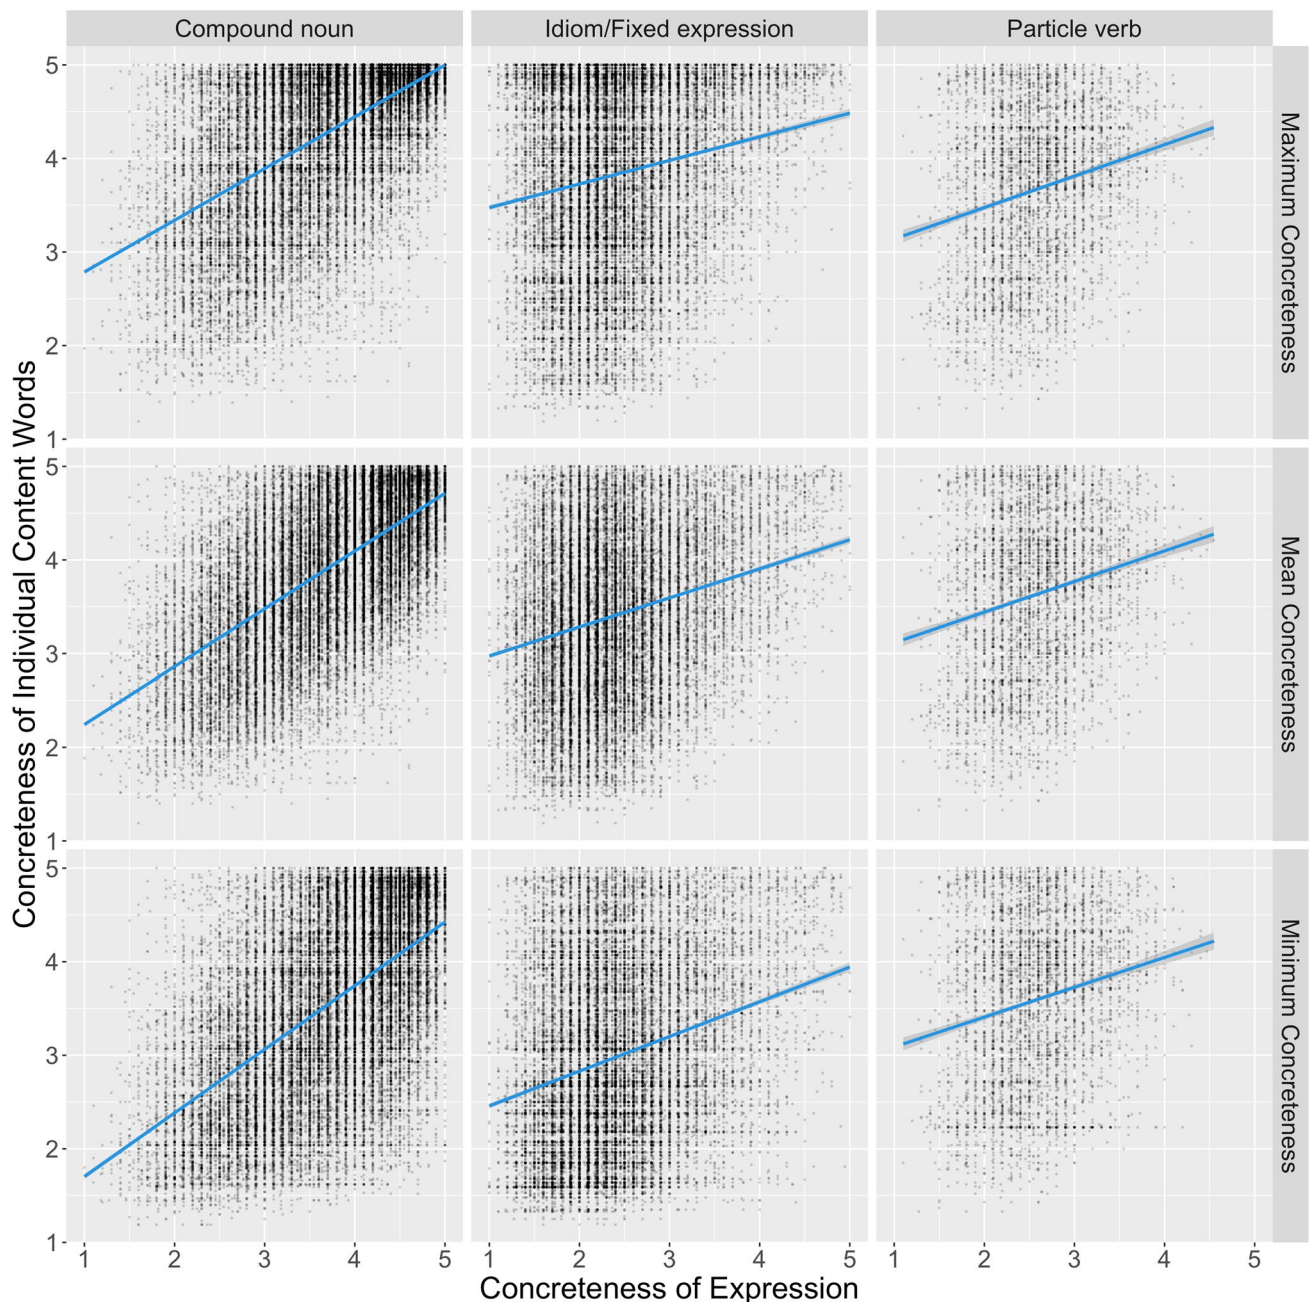 Compound noun
Idiom/Fixed expression
Particle verb
Concreteness of Individual Content Words
5
4
3
2
1
Maximum Concreteness
5
4
3
2
1
Mean Concreteness
5
4
3
2
1
Minimum Concreteness
1 2 3 4 5 1 2 3 4 5 1 2 3 4 5
Concreteness of Expression